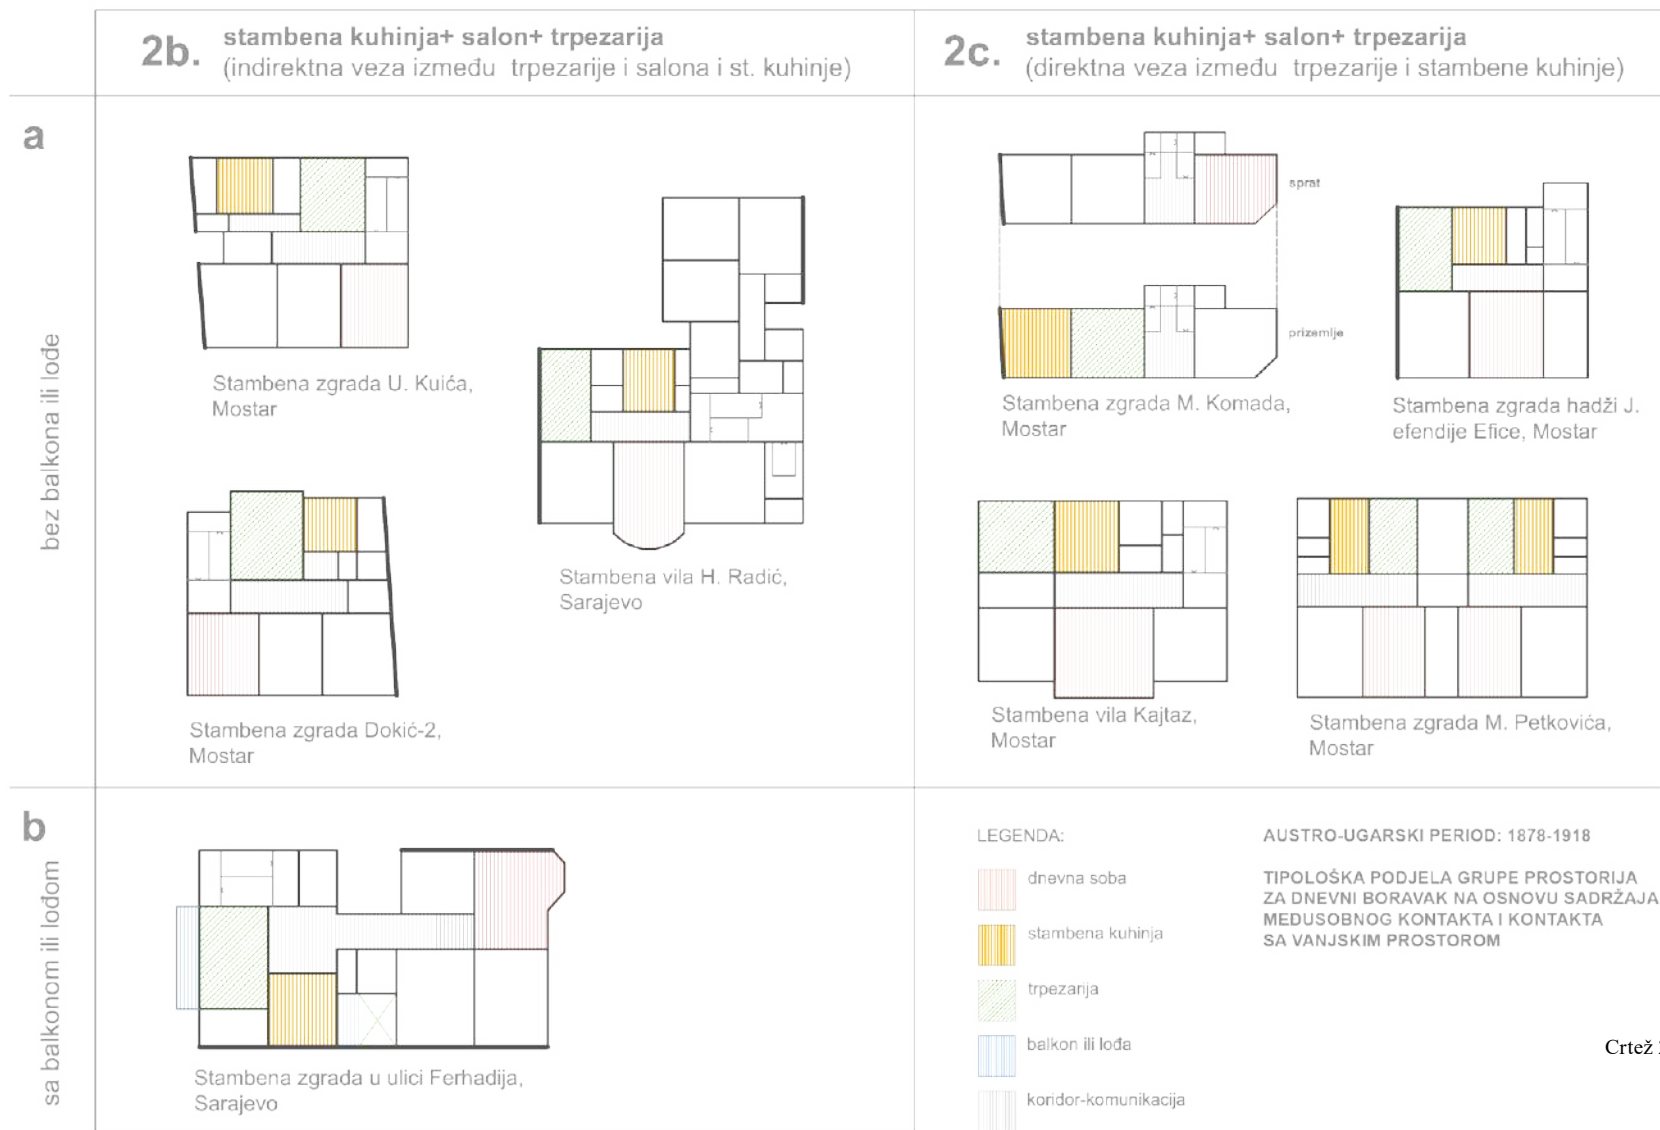 2b. stambena kuhinja+ salon+ trpezarija
(indirektna veza između trpezarije i salona i st. kuhinje)
2c. stambena kuhinja+ salon+ trpezarija
(direktna veza između trpezarije i stambene kuhinje)
a
bez balkona ili lođe
Stambena zgrada U. Kuića,
Mostar
Stambena vila H. Radić,
Sarajevo
Stambena zgrada Dokić-2,
Mostar
sprat
prizemlje
Stambena zgrada M. Komada,
Mostar
Stambena zgrada hadži J.
efendije Efice, Mostar
Stambena vila Kajtaz,
Mostar
Stambena zgrada M. Petkovića,
Mostar
b
sa balkonom ili lođom
Stambena zgrada u ulici Ferhadija,
Sarajevo
LEGENDA:
dnevna soba
stambena kuhinja
trpezarija
balkon ili lođa
koridor-komunikacija
AUSTRO-UGARSKI PERIOD: 1878-1918
TIPOLOŠKA PODJELA GRUPE PROSTORIJA
ZA DNEVNI BORAVAK NA OSNOVU SADRŽAJA
MEĐUSOBNOG KONTAKTA I KONTAKTA
SA VANJSKIM PROSTOROM
Crtež